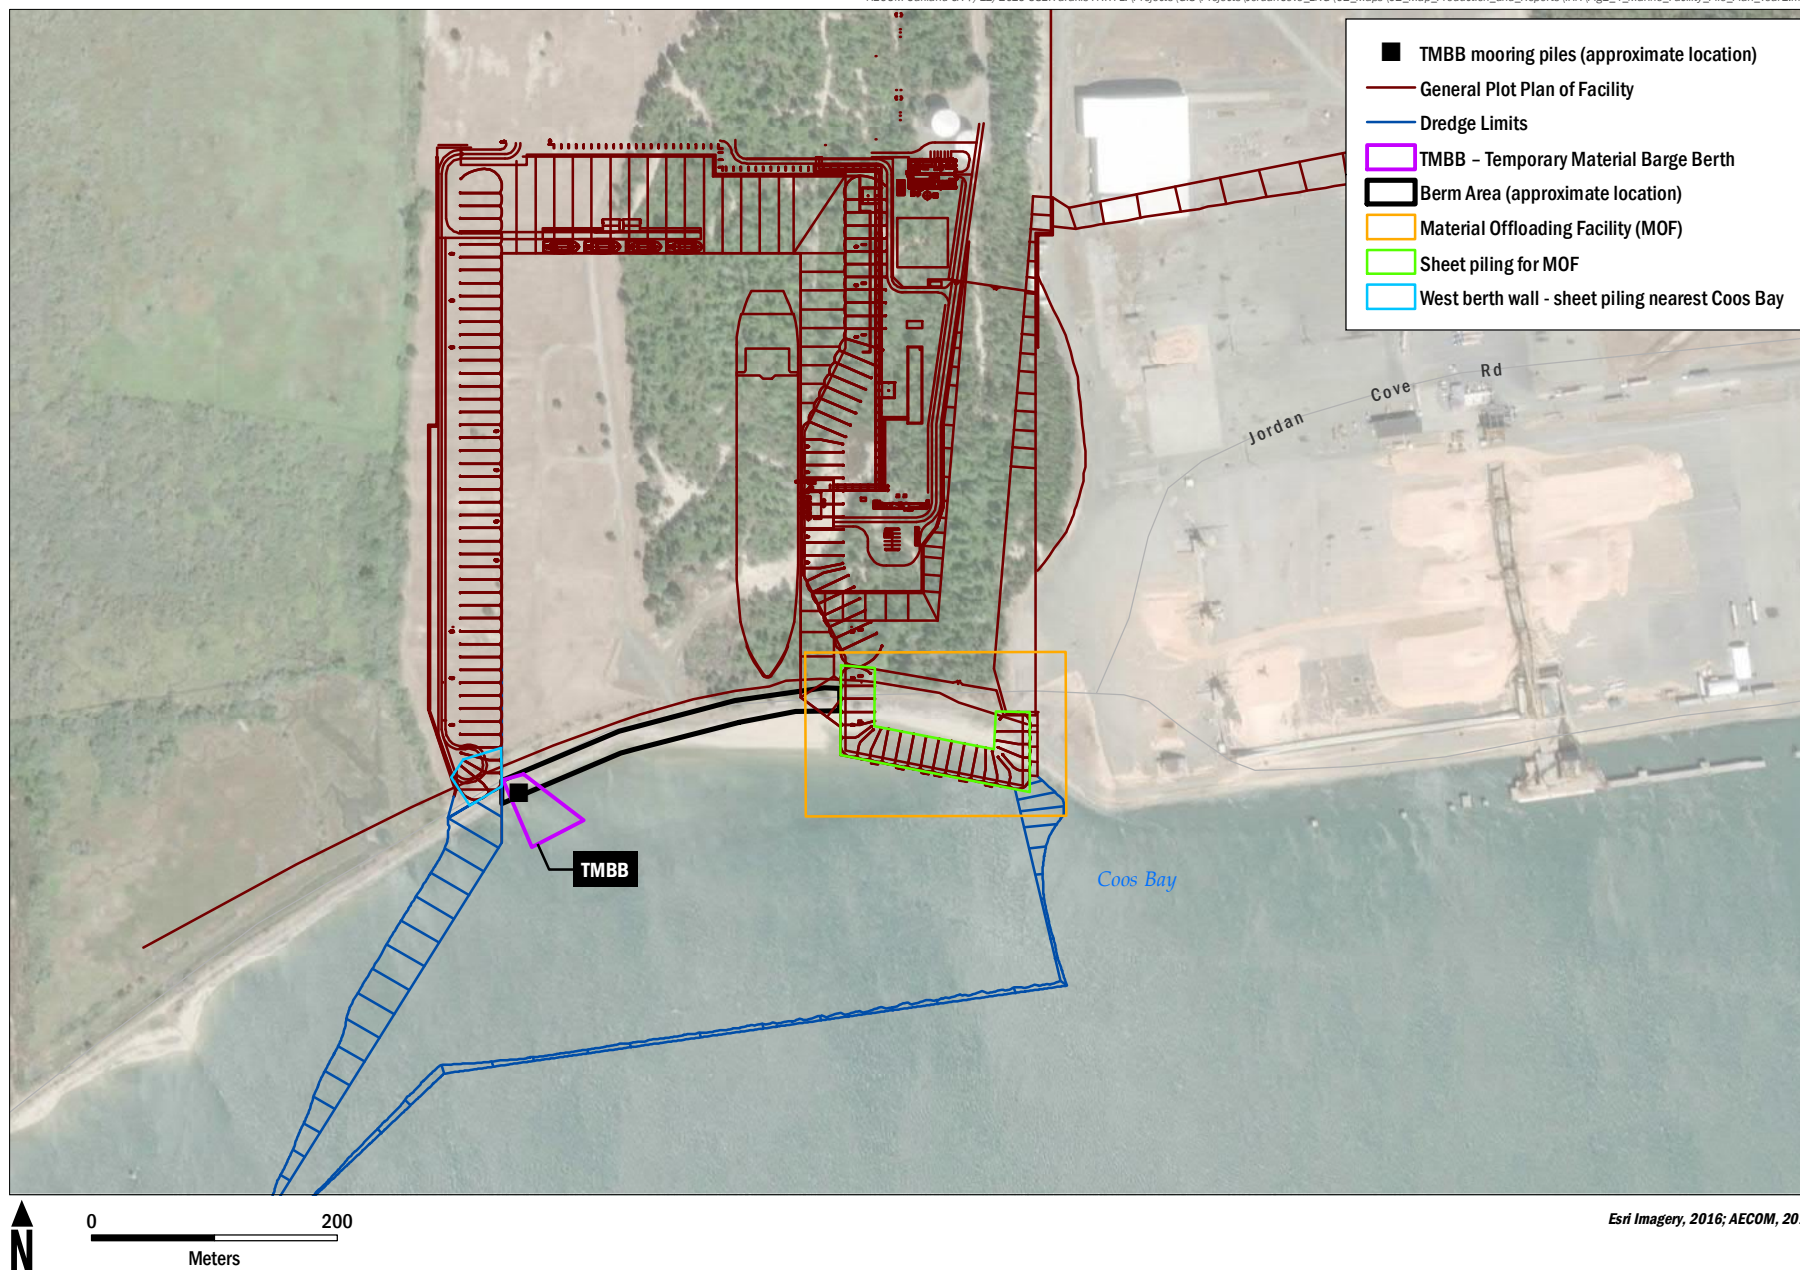 TMBB mooring piles (approximate location)
General Plot Plan of Facility
Dredge Limits
TMBB – Temporary Material Barge Berth
Berm Area (approximate location)
Material Offloading Facility (MOF)
Sheet piling for MOF
West berth wall - sheet piling nearest Coos Bay
Jordan Cove Rd
TMBB
Coos Bay
N
0 200
Meters
Esri Imagery, 2016; AECOM, 20